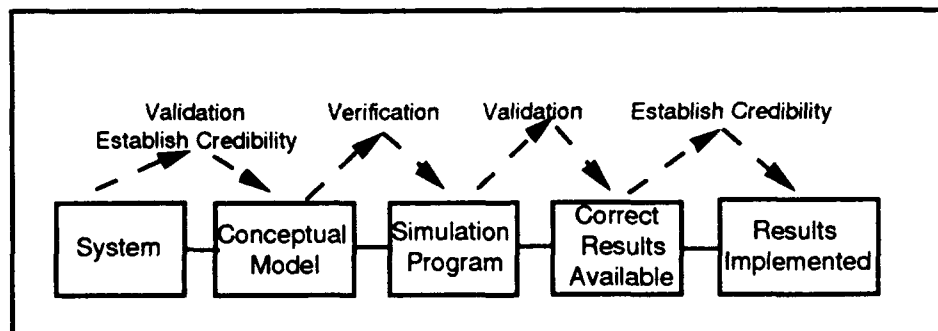 Validation
Establish Credibility
Verification
Validation
Establish Credibility
System
Conceptual
Model
Simulation
Program
Correct
Results
Available
Results
Implemented